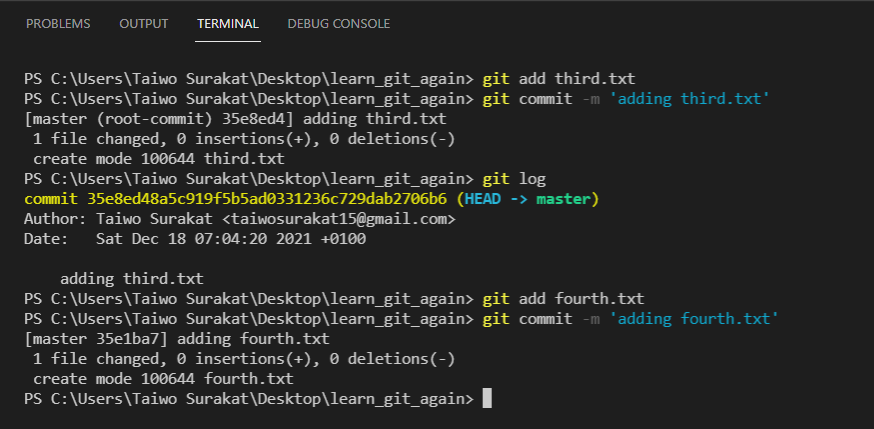 PROBLEMS OUTPUT TERMINAL DEBUG CONSOLE
PS C:\Users\Taiwo Surakat\Desktop\learn_git_again> git add third.txt
PS C:\Users\Taiwo Surakat\Desktop\learn_git_again> git commit -m 'adding third.txt'
[master (root-commit) 35e8ed4] adding third.txt
 1 file changed, 0 insertions(+), 0 deletions(-)
 create mode 100644 third.txt
PS C:\Users\Taiwo Surakat\Desktop\learn_git_again> git log
commit 35e8ed48a5c919f5b5ad0331236c729dab2706b6 (HEAD -> master)
Author: Taiwo Surakat <taiwosurakat15@gmail.com>
Date:   Sat Dec 18 07:04:20 2021 +0100
    adding third.txt
PS C:\Users\Taiwo Surakat\Desktop\learn_git_again> git add fourth.txt
PS C:\Users\Taiwo Surakat\Desktop\learn_git_again> git commit -m 'adding fourth.txt'
[master 35e1ba7] adding fourth.txt
 1 file changed, 0 insertions(+), 0 deletions(-)
 create mode 100644 fourth.txt
PS C:\Users\Taiwo Surakat\Desktop\learn_git_again>